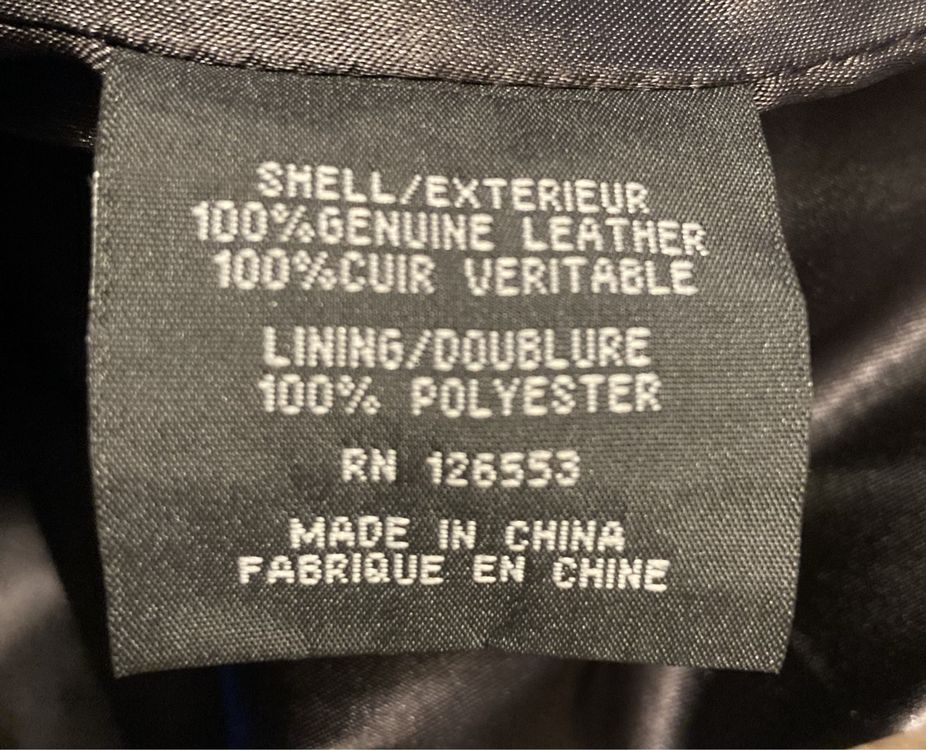 SHELL/EXTERIEUR
100%GENUINE LEATHER
100%CUIR VERITABLE
LINING/DOUBLURE
100% POLYESTER
RN 126553
MADE IN CHINA
FABRIQUE EN CHINE